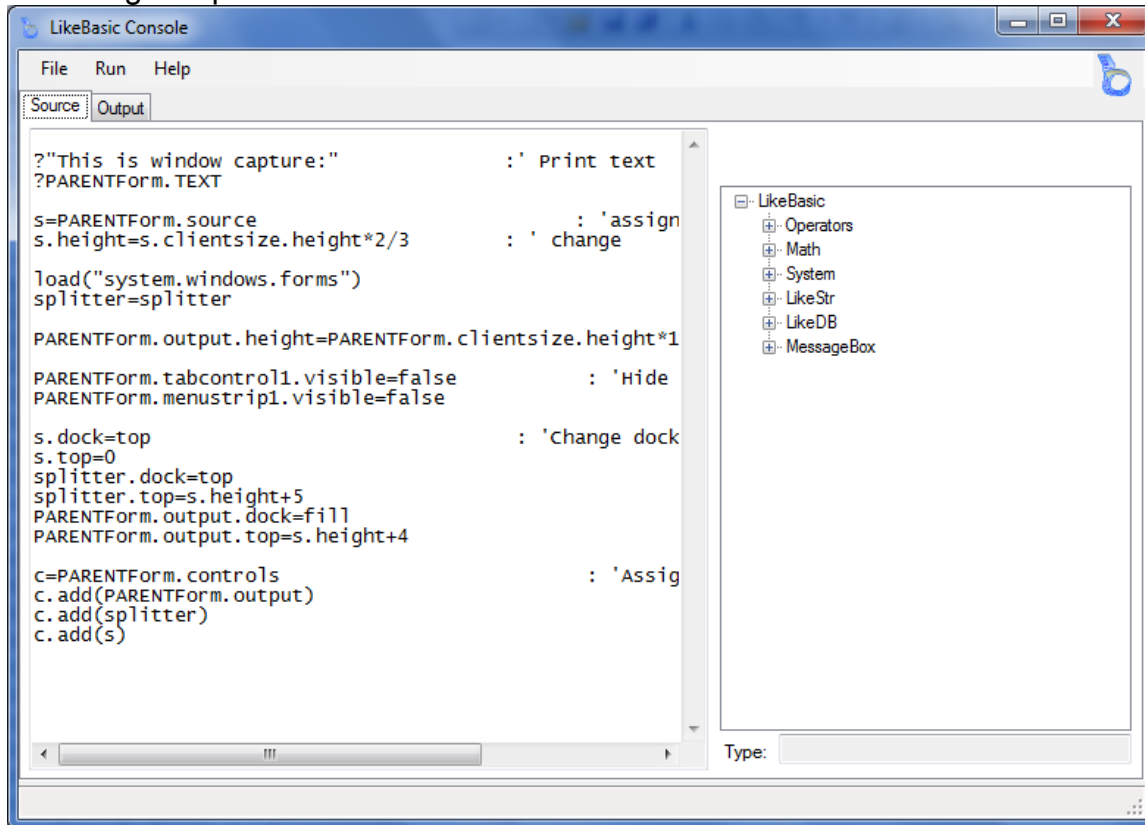 LikeBasic Console
File Run Help
Source Output
?"This is window capture:" :' Print text
?PARENTForm.TEXT
s=PARENTForm.source : 'assign
s.height=s.clientsize.height*2/3 : ' change
load("system.windows.forms")
splitter=splitter
PARENTForm.output.height=PARENTForm.clientsize.height*1
PARENTForm.tabcontrol1.visible=false : 'Hide
PARENTForm.menustrip1.visible=false
s.dock=top : 'Change dock
s.top=0
splitter.dock=top
splitter.top=s.height+5
PARENTForm.output.dock=fill
PARENTForm.output.top=s.height+4
c=PARENTForm.controls : 'Assig
c.add(PARENTForm.output)
c.add(splitter)
c.add(s)
LikeBasic
Operators
Math
System
LikeStr
LikeDB
MessageBox
Type: